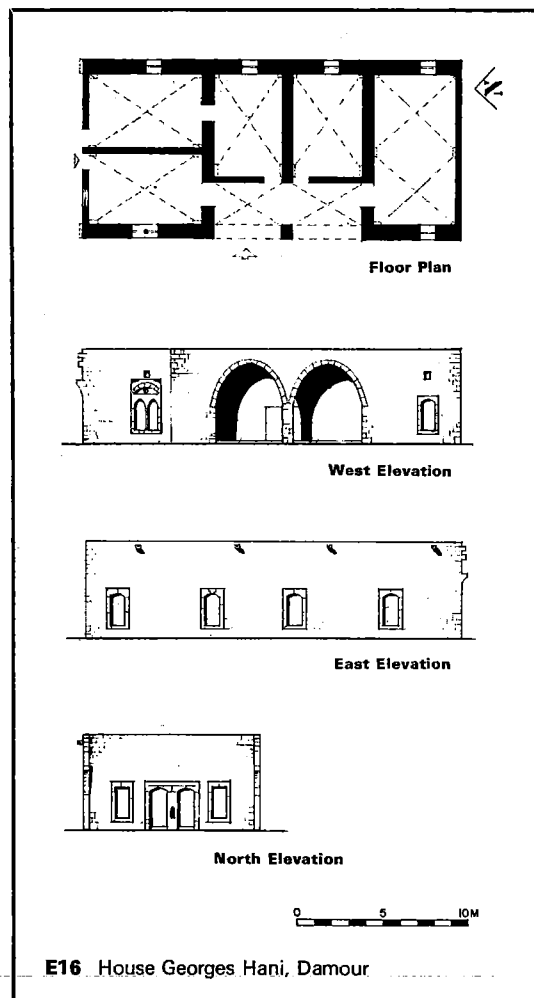 N
Floor Plan
West Elevation
East Elevation
North Elevation
0 5 10M
E16 House Georges Hani, Damour